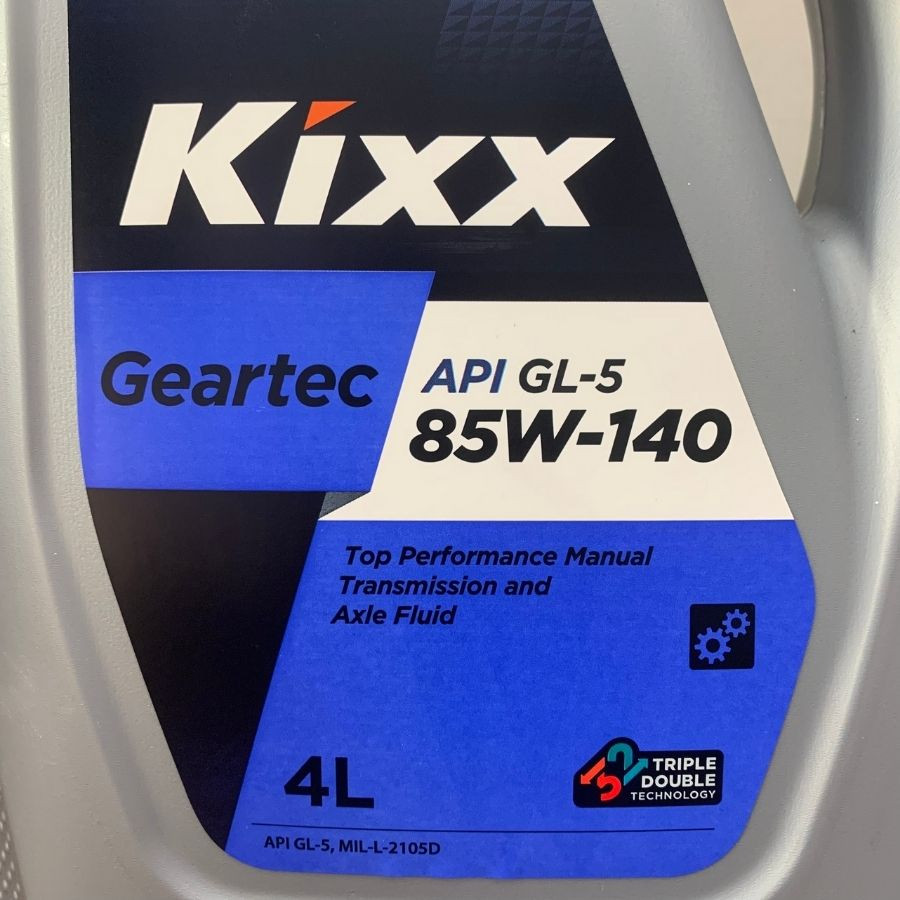 Kixx
Geartec
API GL-5
85W-140
Top Performance Manual
Transmission and
Axle Fluid
4L
TRIPLE
DOUBLE
TECHNOLOGY
API GL-5, MIL-L-2105D